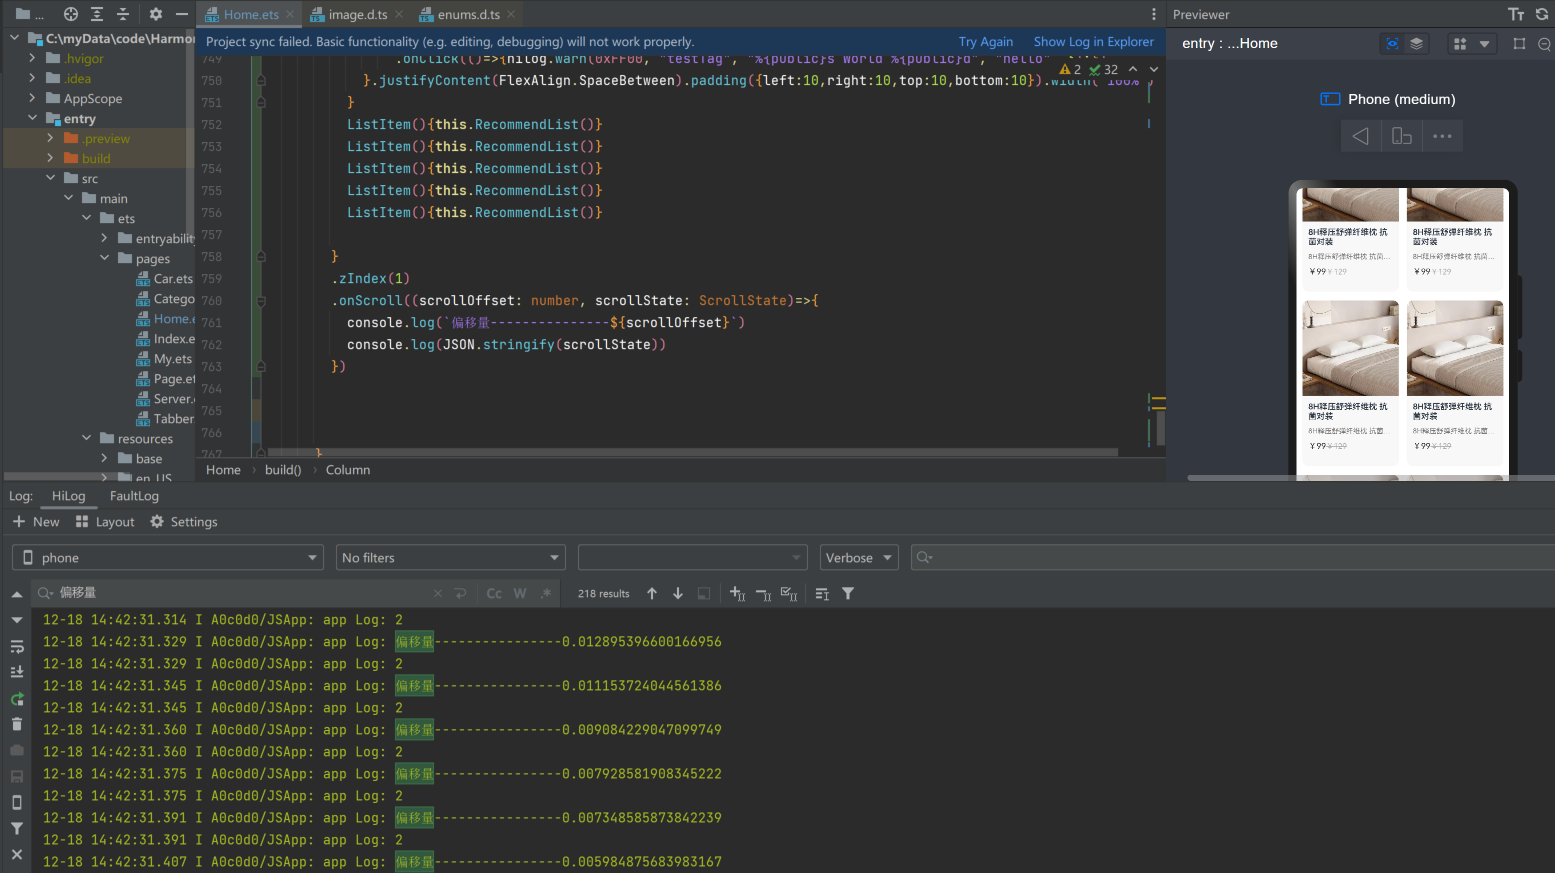 ...
Home.ets
image.d.ts
enums.d.ts
Previewer
Project sync failed. Basic functionality (e.g. editing, debugging) will not work properly.
Try Again
Show Log in Explorer
entry : ...Home
C:\myData\code\Harmon
.hvigor
.idea
AppScope
entry
.preview
build
src
main
ets
entryability
pages
Car.ets
Catego
Home.e
Index.e
My.ets
Page.et
Server.e
Tabber
resources
base
en_US
749 .onClick(()=>{hilog.warn(0xFF00, "testTag", "%{public}s World %{public}d", "hello"
2 32
750 }.justifyContent(FlexAlign.SpaceBetween).padding({left:10,right:10,top:10,bottom:10}).width("100%"
751 }
752 ListItem(){this.RecommendList()}
753 ListItem(){this.RecommendList()}
754 ListItem(){this.RecommendList()}
755 ListItem(){this.RecommendList()}
756 ListItem(){this.RecommendList()}
757
758 }
759 .zIndex(1)
760 .onScroll((scrollOffset: number, scrollState: ScrollState)=>{
761 console.log(`偏移量---------------${scrollOffset}`)
762 console.log(JSON.stringify(scrollState))
763 })
764
765
766
767 }
Home › build() › Column
Phone (medium)
8H释压舒弹纤维枕 抗菌对装
8H释压舒弹纤维枕 抗菌...
¥99 ¥129
8H释压舒弹纤维枕 抗菌对装
8H释压舒弹纤维枕 抗菌...
¥99 ¥129
8H释压舒弹纤维枕 抗菌对装
8H释压舒弹纤维枕 抗菌...
¥99 ¥129
8H释压舒弹纤维枕 抗菌对装
8H释压舒弹纤维枕 抗菌...
¥99 ¥129
Log: HiLog FaultLog
New Layout Settings
phone
No filters
Verbose
偏移量
Cc W .*
218 results
12-18 14:42:31.314 I A0c0d0/JSApp: app Log: 2
12-18 14:42:31.329 I A0c0d0/JSApp: app Log: 偏移量----------------0.012895396600166956
12-18 14:42:31.329 I A0c0d0/JSApp: app Log: 2
12-18 14:42:31.345 I A0c0d0/JSApp: app Log: 偏移量----------------0.011153724044561386
12-18 14:42:31.345 I A0c0d0/JSApp: app Log: 2
12-18 14:42:31.360 I A0c0d0/JSApp: app Log: 偏移量----------------0.009084229047099749
12-18 14:42:31.360 I A0c0d0/JSApp: app Log: 2
12-18 14:42:31.375 I A0c0d0/JSApp: app Log: 偏移量----------------0.007928581908345222
12-18 14:42:31.375 I A0c0d0/JSApp: app Log: 2
12-18 14:42:31.391 I A0c0d0/JSApp: app Log: 偏移量----------------0.007348585873842239
12-18 14:42:31.391 I A0c0d0/JSApp: app Log: 2
12-18 14:42:31.407 I A0c0d0/JSApp: app Log: 偏移量----------------0.005984875683983167